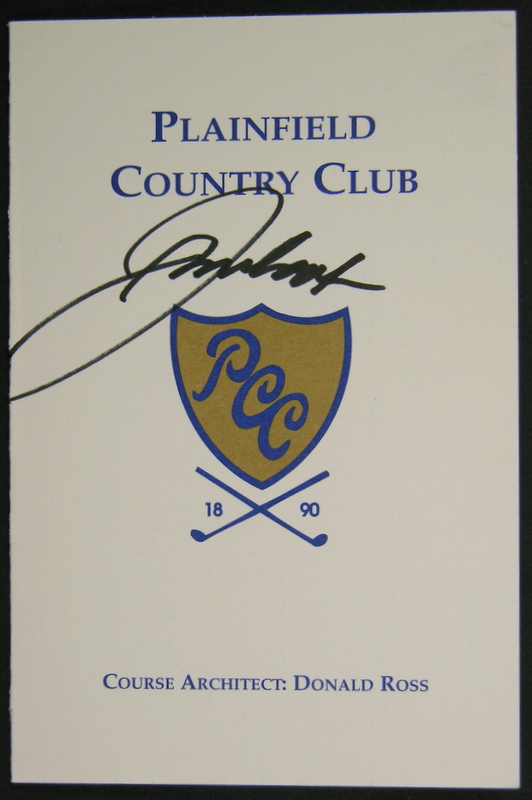 PLAINFIELD
COUNTRY CLUB
PCC
18 90
COURSE ARCHITECT: DONALD ROSS